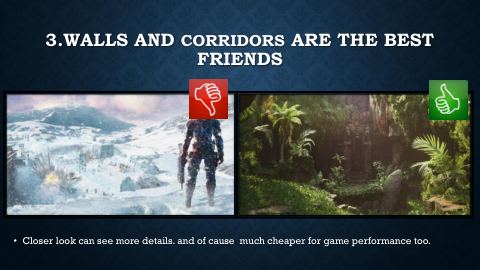 3.WALLS AND CORRIDORS ARE THE BEST
FRIENDS
• Closer look can see more details. and of cause  much cheaper for game performance too.